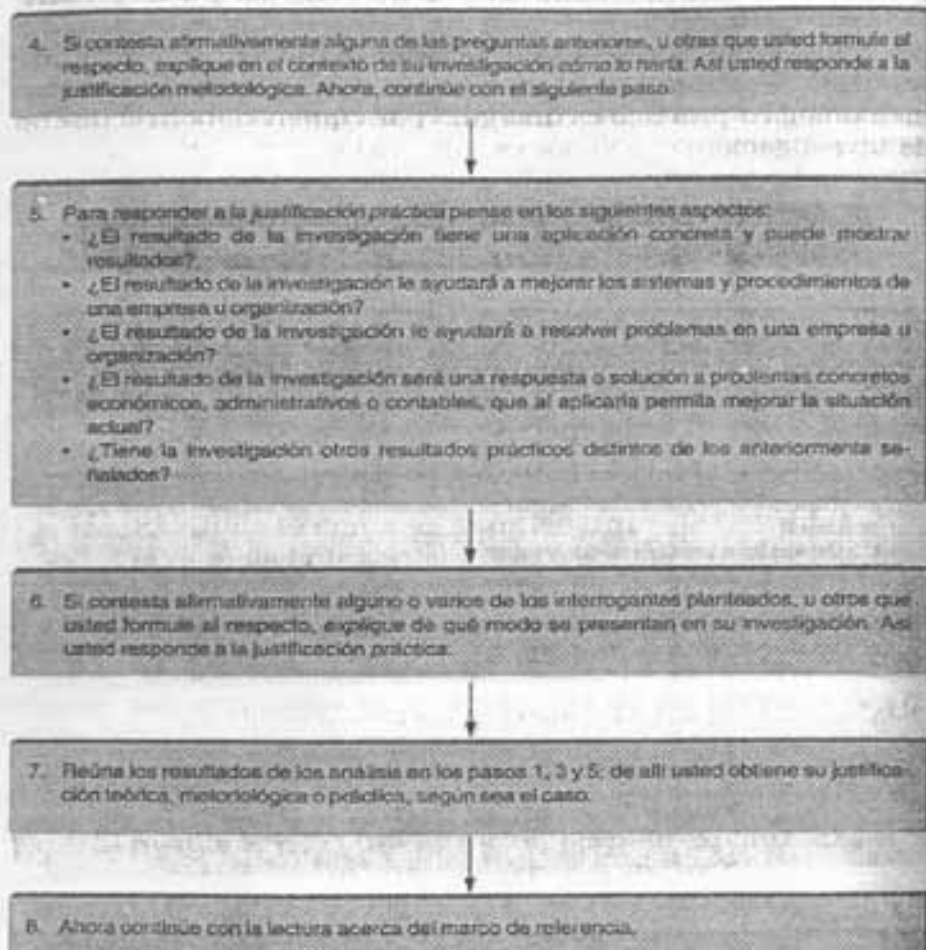 4. Si contesta afirmativamente alguna de las preguntas anteriores, u otras que usted formule al
respecto, explique en el contexto de su investigación cómo lo haría. Así usted responde a la
justificación metodológica. Ahora, continúe con el siguiente paso.
5. Para responder a la justificación práctica piense en los siguientes aspectos:
• ¿El resultado de la investigación tiene una aplicación concreta y puede mostrar
resultados?
• ¿El resultado de la investigación le ayudará a mejorar los sistemas y procedimientos de
una empresa u organización?
• ¿El resultado de la investigación le ayudará a resolver problemas en una empresa u
organización?
• ¿El resultado de la investigación será una respuesta o solución a problemas concretos
económicos, administrativos o contables, que al aplicarla permita mejorar la situación
actual?
• ¿Tiene la investigación otros resultados prácticos distintos de los anteriormente se-
ñalados?
6. Si contesta afirmativamente alguno o varios de los interrogantes planteados, u otros que
usted formule al respecto, explique de qué modo se presentan en su investigación. Así
usted responde a la justificación práctica.
7. Reúna los resultados de los análisis en los pasos 1, 3 y 5; de allí usted obtiene su justifica-
ción teórica, metodológica o práctica, según sea el caso.
8. Ahora continúe con la lectura acerca del marco de referencia.